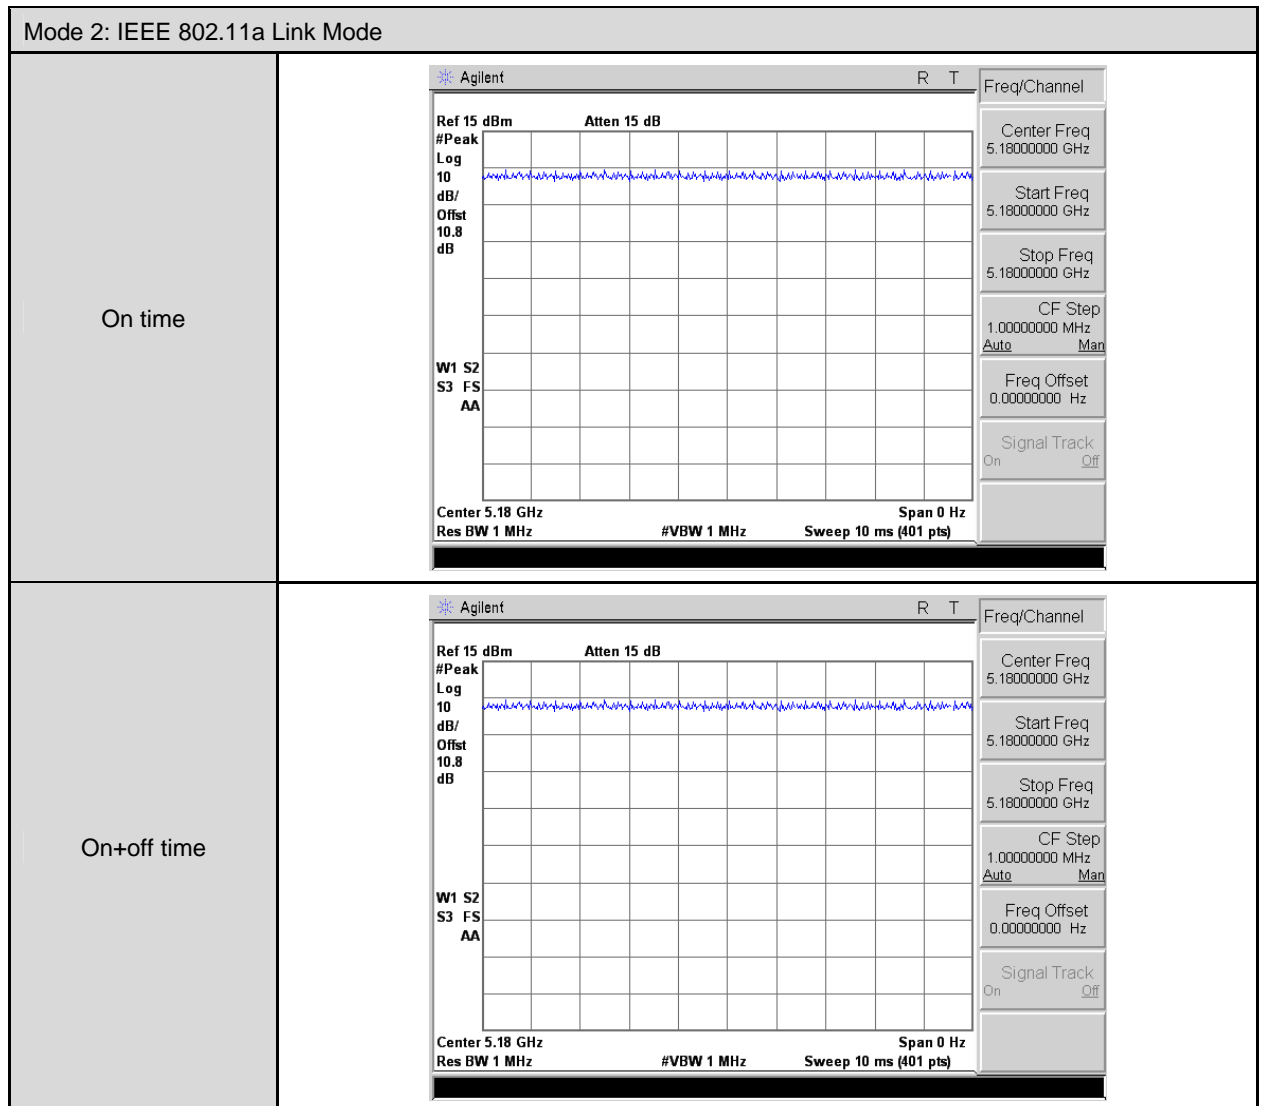 Mode 2: IEEE 802.11a Link Mode
On time
Agilent R T
Ref 15 dBm Atten 15 dB
#Peak
Log
10
dB/
Offst
10.8
dB
W1 S2
S3 FS
AA
Center 5.18 GHz Span 0 Hz
Res BW 1 MHz #VBW 1 MHz Sweep 10 ms (401 pts)
Freq/Channel
Center Freq
5.18000000 GHz
Start Freq
5.18000000 GHz
Stop Freq
5.18000000 GHz
CF Step
1.00000000 MHz
Auto Man
Freq Offset
0.00000000 Hz
Signal Track
On Off
On+off time
Agilent R T
Ref 15 dBm Atten 15 dB
#Peak
Log
10
dB/
Offst
10.8
dB
W1 S2
S3 FS
AA
Center 5.18 GHz Span 0 Hz
Res BW 1 MHz #VBW 1 MHz Sweep 10 ms (401 pts)
Freq/Channel
Center Freq
5.18000000 GHz
Start Freq
5.18000000 GHz
Stop Freq
5.18000000 GHz
CF Step
1.00000000 MHz
Auto Man
Freq Offset
0.00000000 Hz
Signal Track
On Off